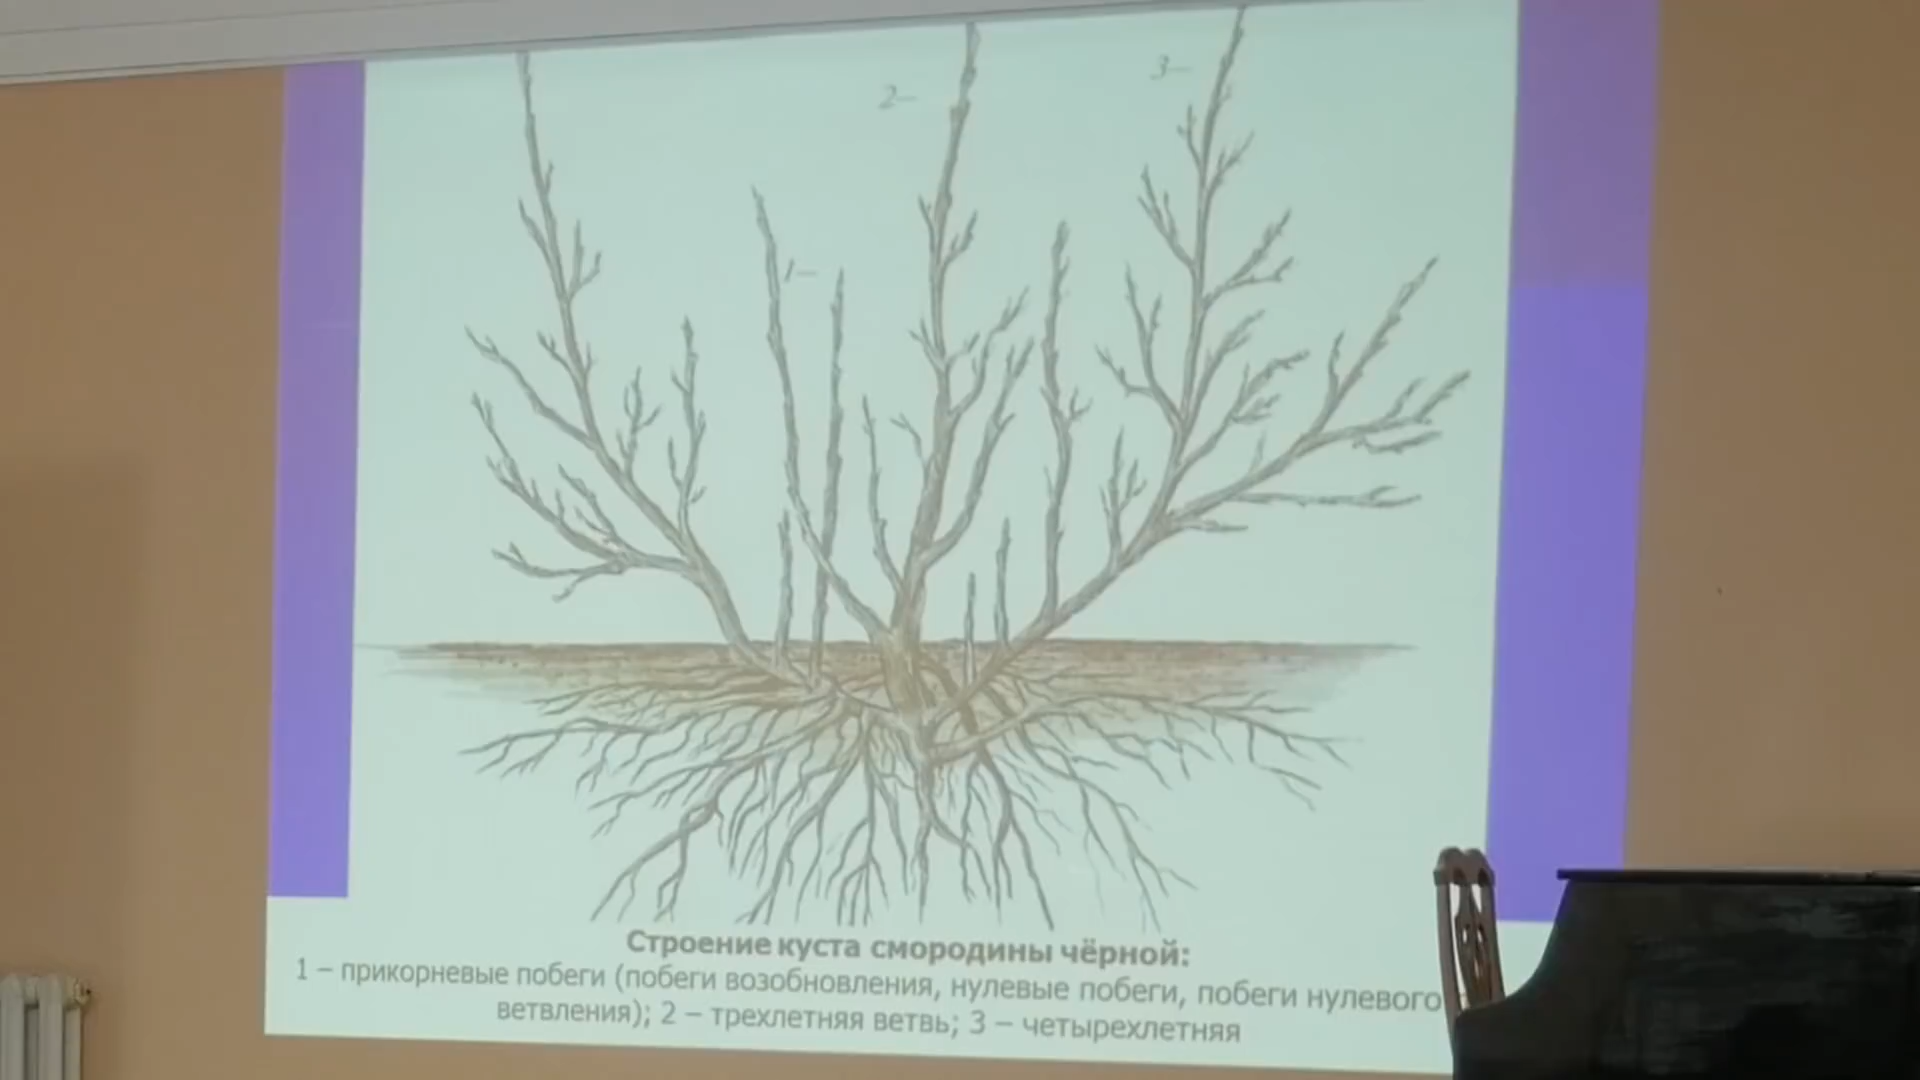 3–
2–
1–
Строение куста смородины чёрной:
1 – прикорневые побеги (побеги возобновления, нулевые побеги, побеги нулевого
ветвления); 2 – трехлетняя ветвь; 3 – четырехлетняя